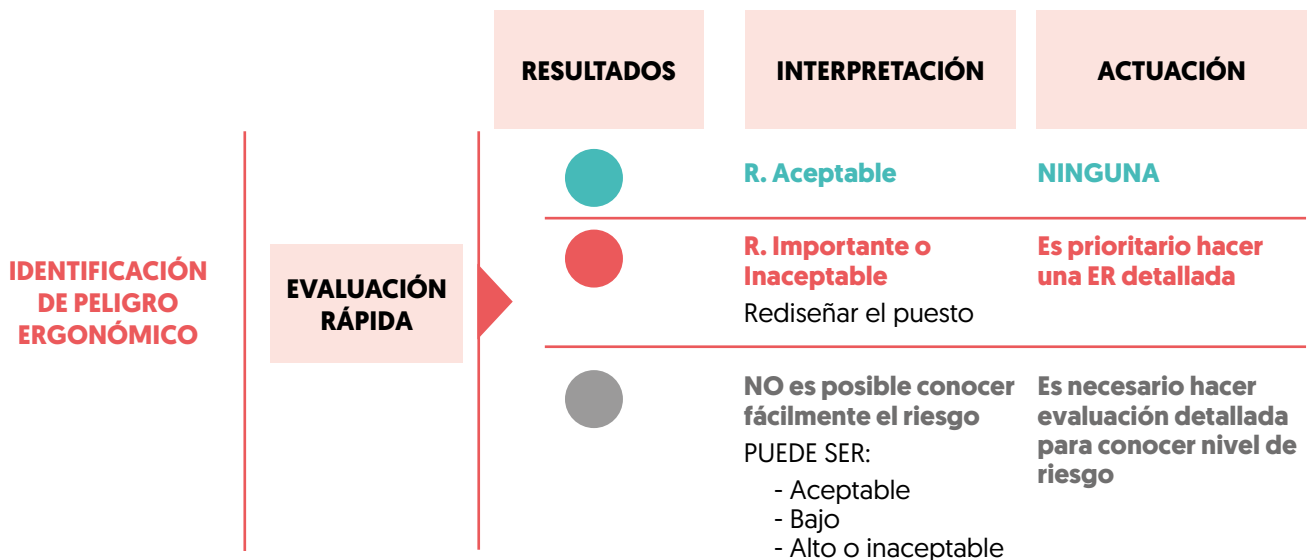 RESULTADOS
INTERPRETACIÓN
ACTUACIÓN
IDENTIFICACIÓN
DE PELIGRO
ERGONÓMICO
EVALUACIÓN
RÁPIDA
R. Aceptable
NINGUNA
R. Importante o
Inaceptable
Rediseñar el puesto
Es prioritario hacer
una ER detallada
NO es posible conocer
fácilmente el riesgo
PUEDE SER:
- Aceptable
- Bajo
- Alto o inaceptable
Es necesario hacer
evaluación detallada
para conocer nivel de
riesgo